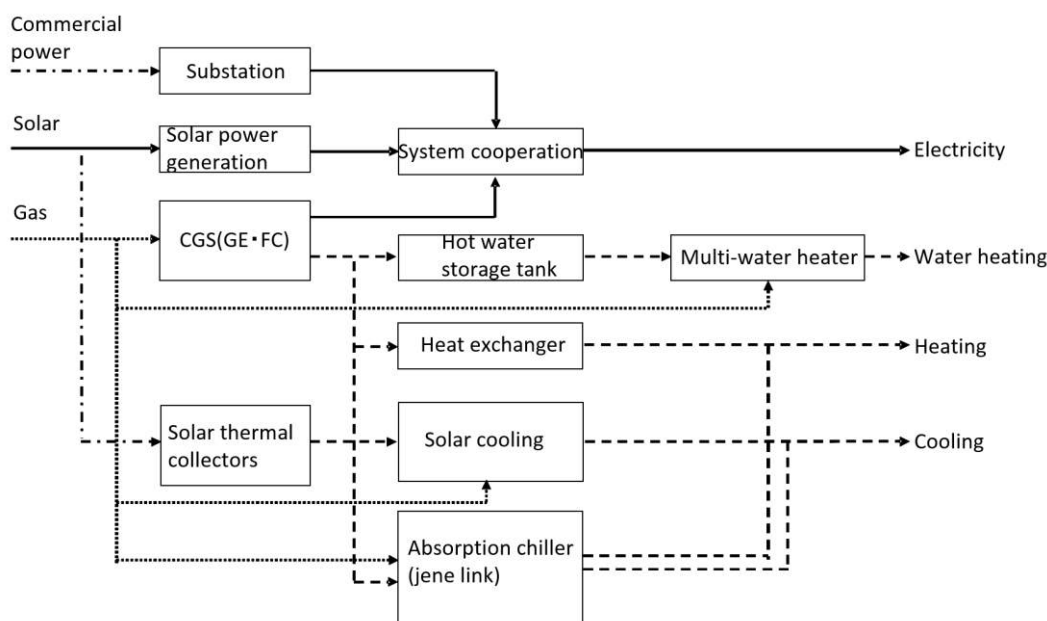 Commercial
power
Substation
Solar
Solar power
generation
System cooperation
Electricity
Gas
CGS(GE・FC)
Hot water
storage tank
Multi-water heater
Water heating
Heat exchanger
Heating
Solar thermal
collectors
Solar cooling
Cooling
Absorption chiller
(jene link)